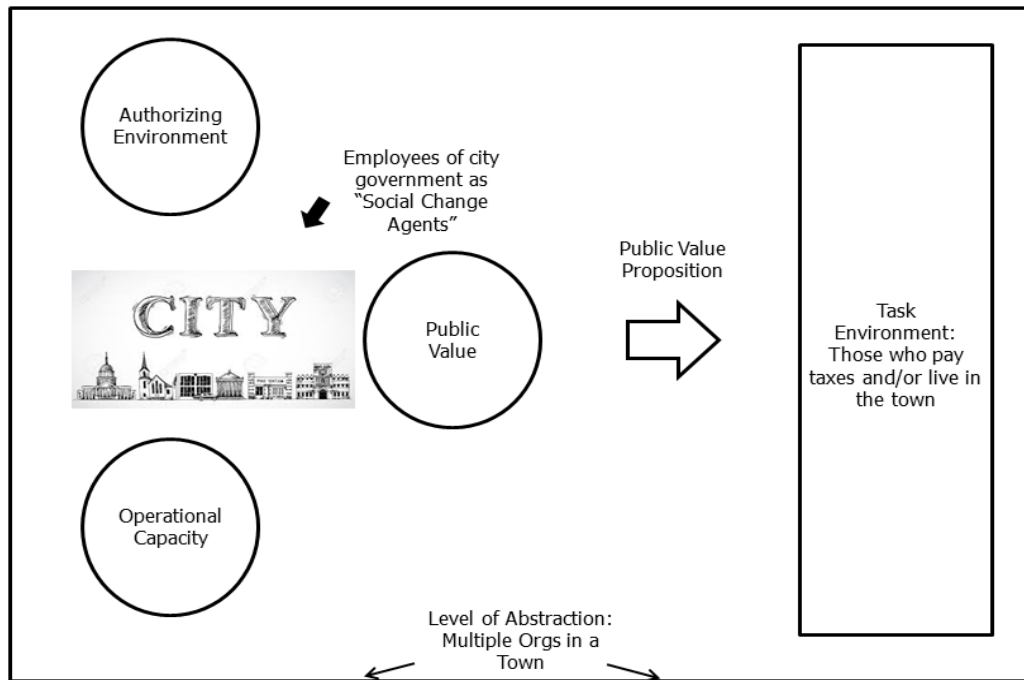 Authorizing
Environment
Employees of city
government as
“Social Change
Agents”
Public Value
Proposition
CITY
Public
Value
Task
Environment:
Those who pay
taxes and/or live in
the town
Operational
Capacity
Level of Abstraction:
Multiple Orgs in a
Town